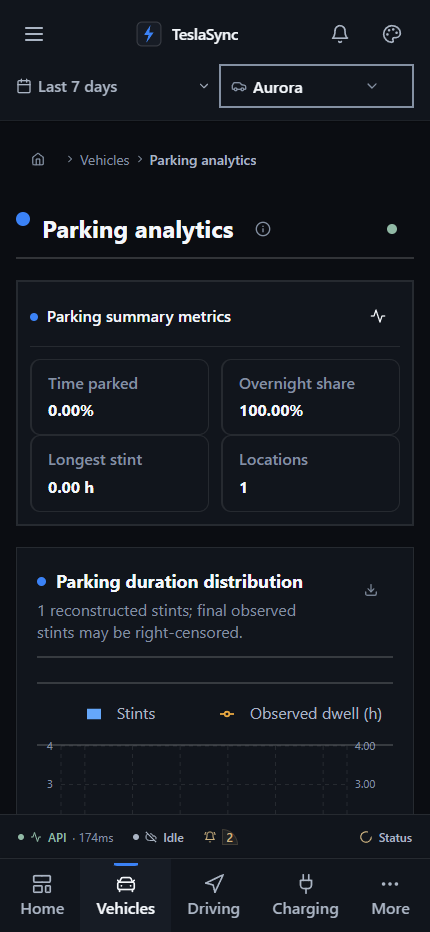 TeslaSync
Last 7 days
Aurora
Vehicles
Parking analytics
Parking analytics
Parking summary metrics
Time parked
0.00%
Overnight share
100.00%
Longest stint
0.00 h
Locations
1
Parking duration distribution
1 reconstructed stints; final observed
stints may be right-censored.
Stints Observed dwell (h)
4 4.00
3 3.00
API · 174ms Idle 2 Status
Home Vehicles Driving Charging More